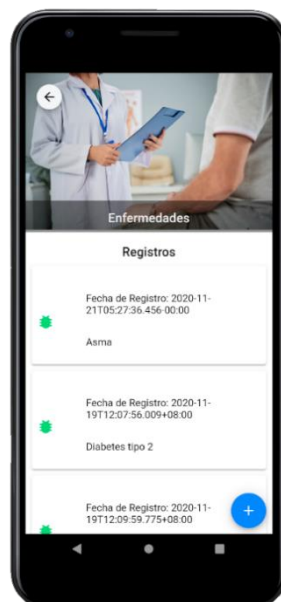 Enfermedades
Registros
Fecha de Registro: 2020-11-
21T05:27:36.456-00:00
Asma
Fecha de Registro: 2020-11-
19T12:07:56.009+08:00
Diabetes tipo 2
Fecha de Registro: 2020-11-
19T12:09:59.775+08:00